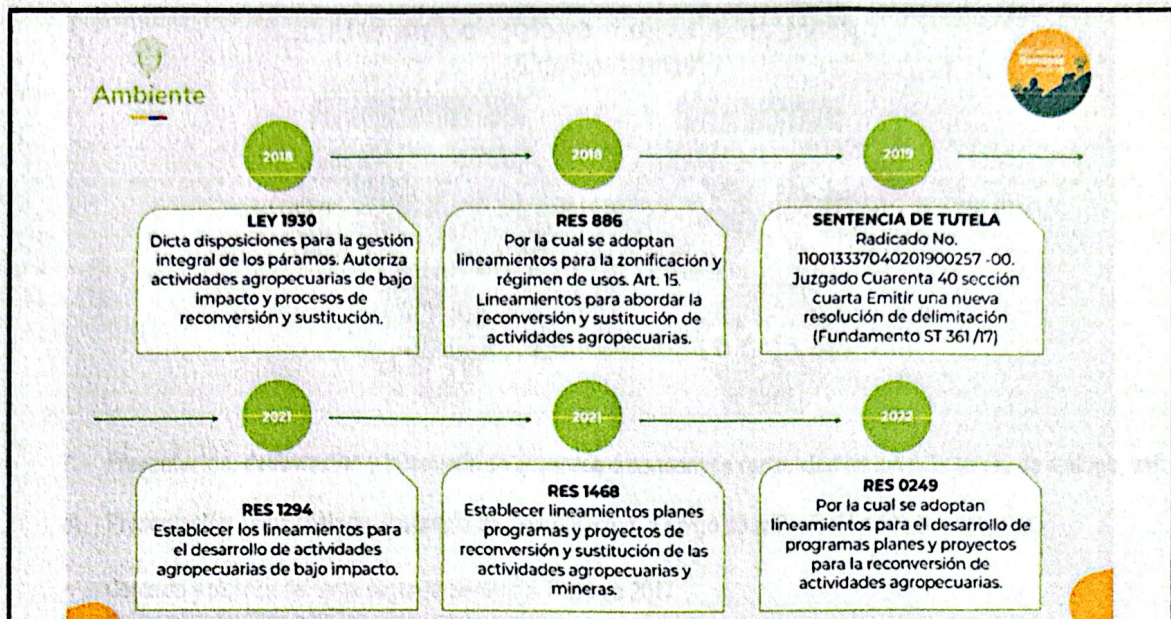 Ambiente
2018
2018
2019
LEY 1930
Dicta disposiciones para la gestión
integral de los páramos. Autoriza
actividades agropecuarias de bajo
impacto y procesos de
reconversión y sustitución.
RES 886
Por la cual se adoptan
lineamientos para la zonificación y
régimen de usos. Art. 15.
Lineamientos para abordar la
reconversión y sustitución de
actividades agropecuarias.
SENTENCIA DE TUTELA
Radicado No.
110013337040201900257 -00.
Juzgado Cuarenta 40 sección
cuarta Emitir una nueva
resolución de delimitación
(Fundamento ST 361 /17)
2021
2021
2022
RES 1294
Establecer los lineamientos para
el desarrollo de actividades
agropecuarias de bajo impacto.
RES 1468
Establecer lineamientos planes
programas y proyectos de
reconversión y sustitución de las
actividades agropecuarias y
mineras.
RES 0249
Por la cual se adoptan
lineamientos para el desarrollo de
programas planes y proyectos
para la reconversión de
actividades agropecuarias.